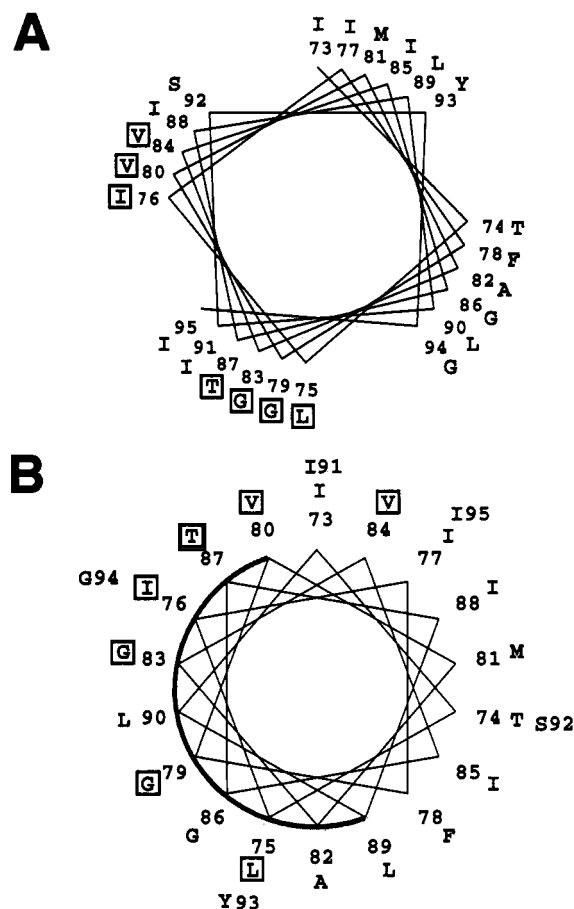 A
I I M I L Y
73 77 81 85 89 93
S 92
I 88
V 84
V 80
I 76
74 T
78 F
82 A
86 G
90 L
94 G
95 I
91 I
87 T
83 G
79 G
75 L
B
I91
V I V
80 73 84
I95
T 87
77 I
G94 I 76
88 I
G 83
81 M
L 90
74 T S92
G 79
85 I
G 86
78 F
75 82 89
L A L
Y93